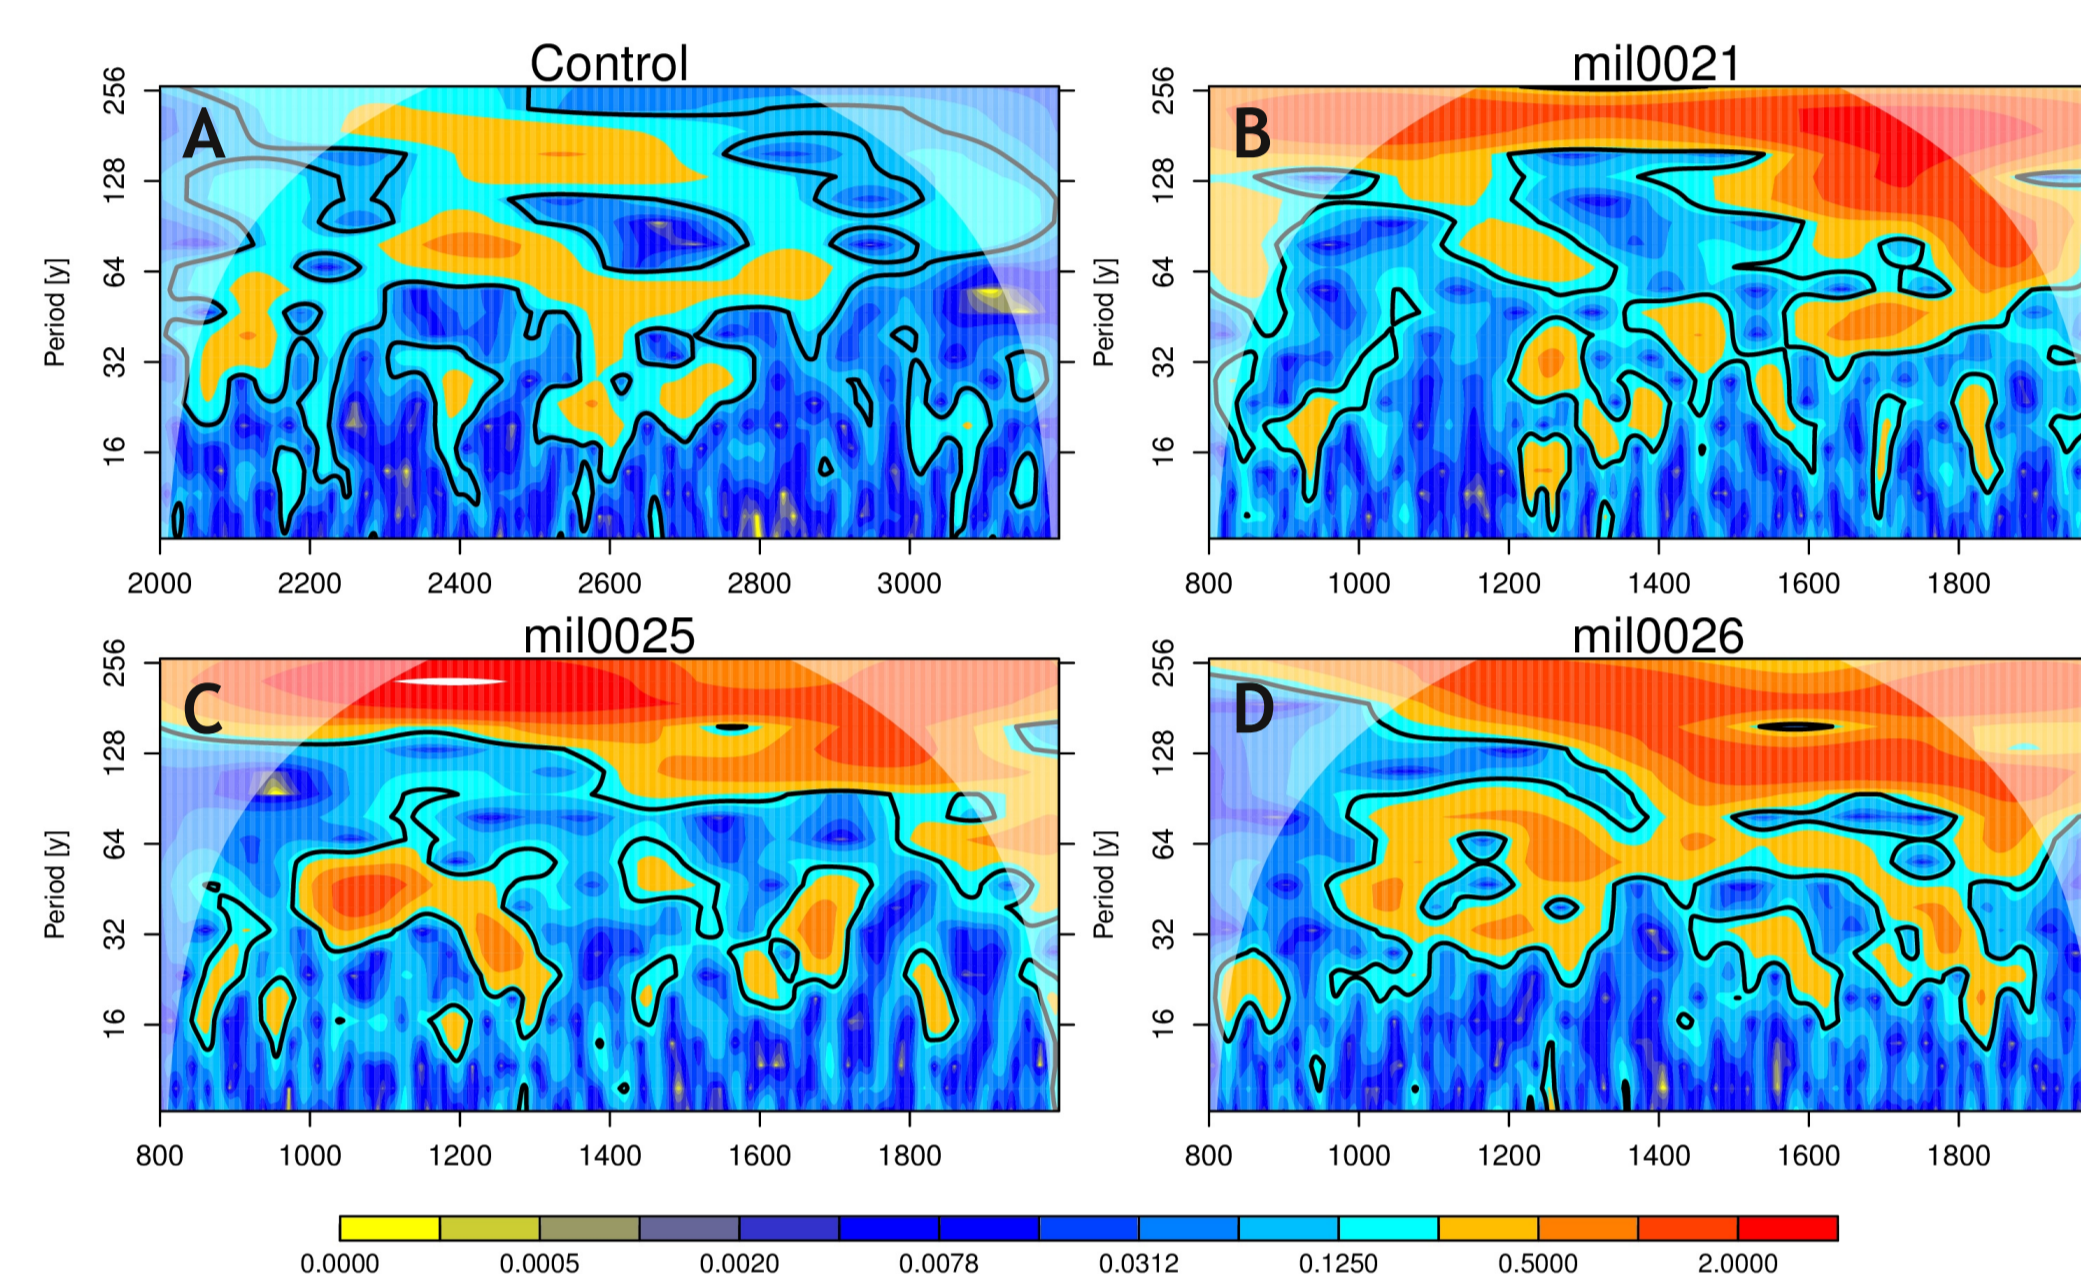 Control
mil0021
A
B
Period [y]
256
128
64
32
16
2000 2200 2400 2600 2800 3000
Period [y]
256
128
64
32
16
800 1000 1200 1400 1600 1800
mil0025
mil0026
C
D
Period [y]
256
128
64
32
16
800 1000 1200 1400 1600 1800
Period [y]
256
128
64
32
16
800 1000 1200 1400 1600 1800
0.0000 0.0005 0.0020 0.0078 0.0312 0.1250 0.5000 2.0000